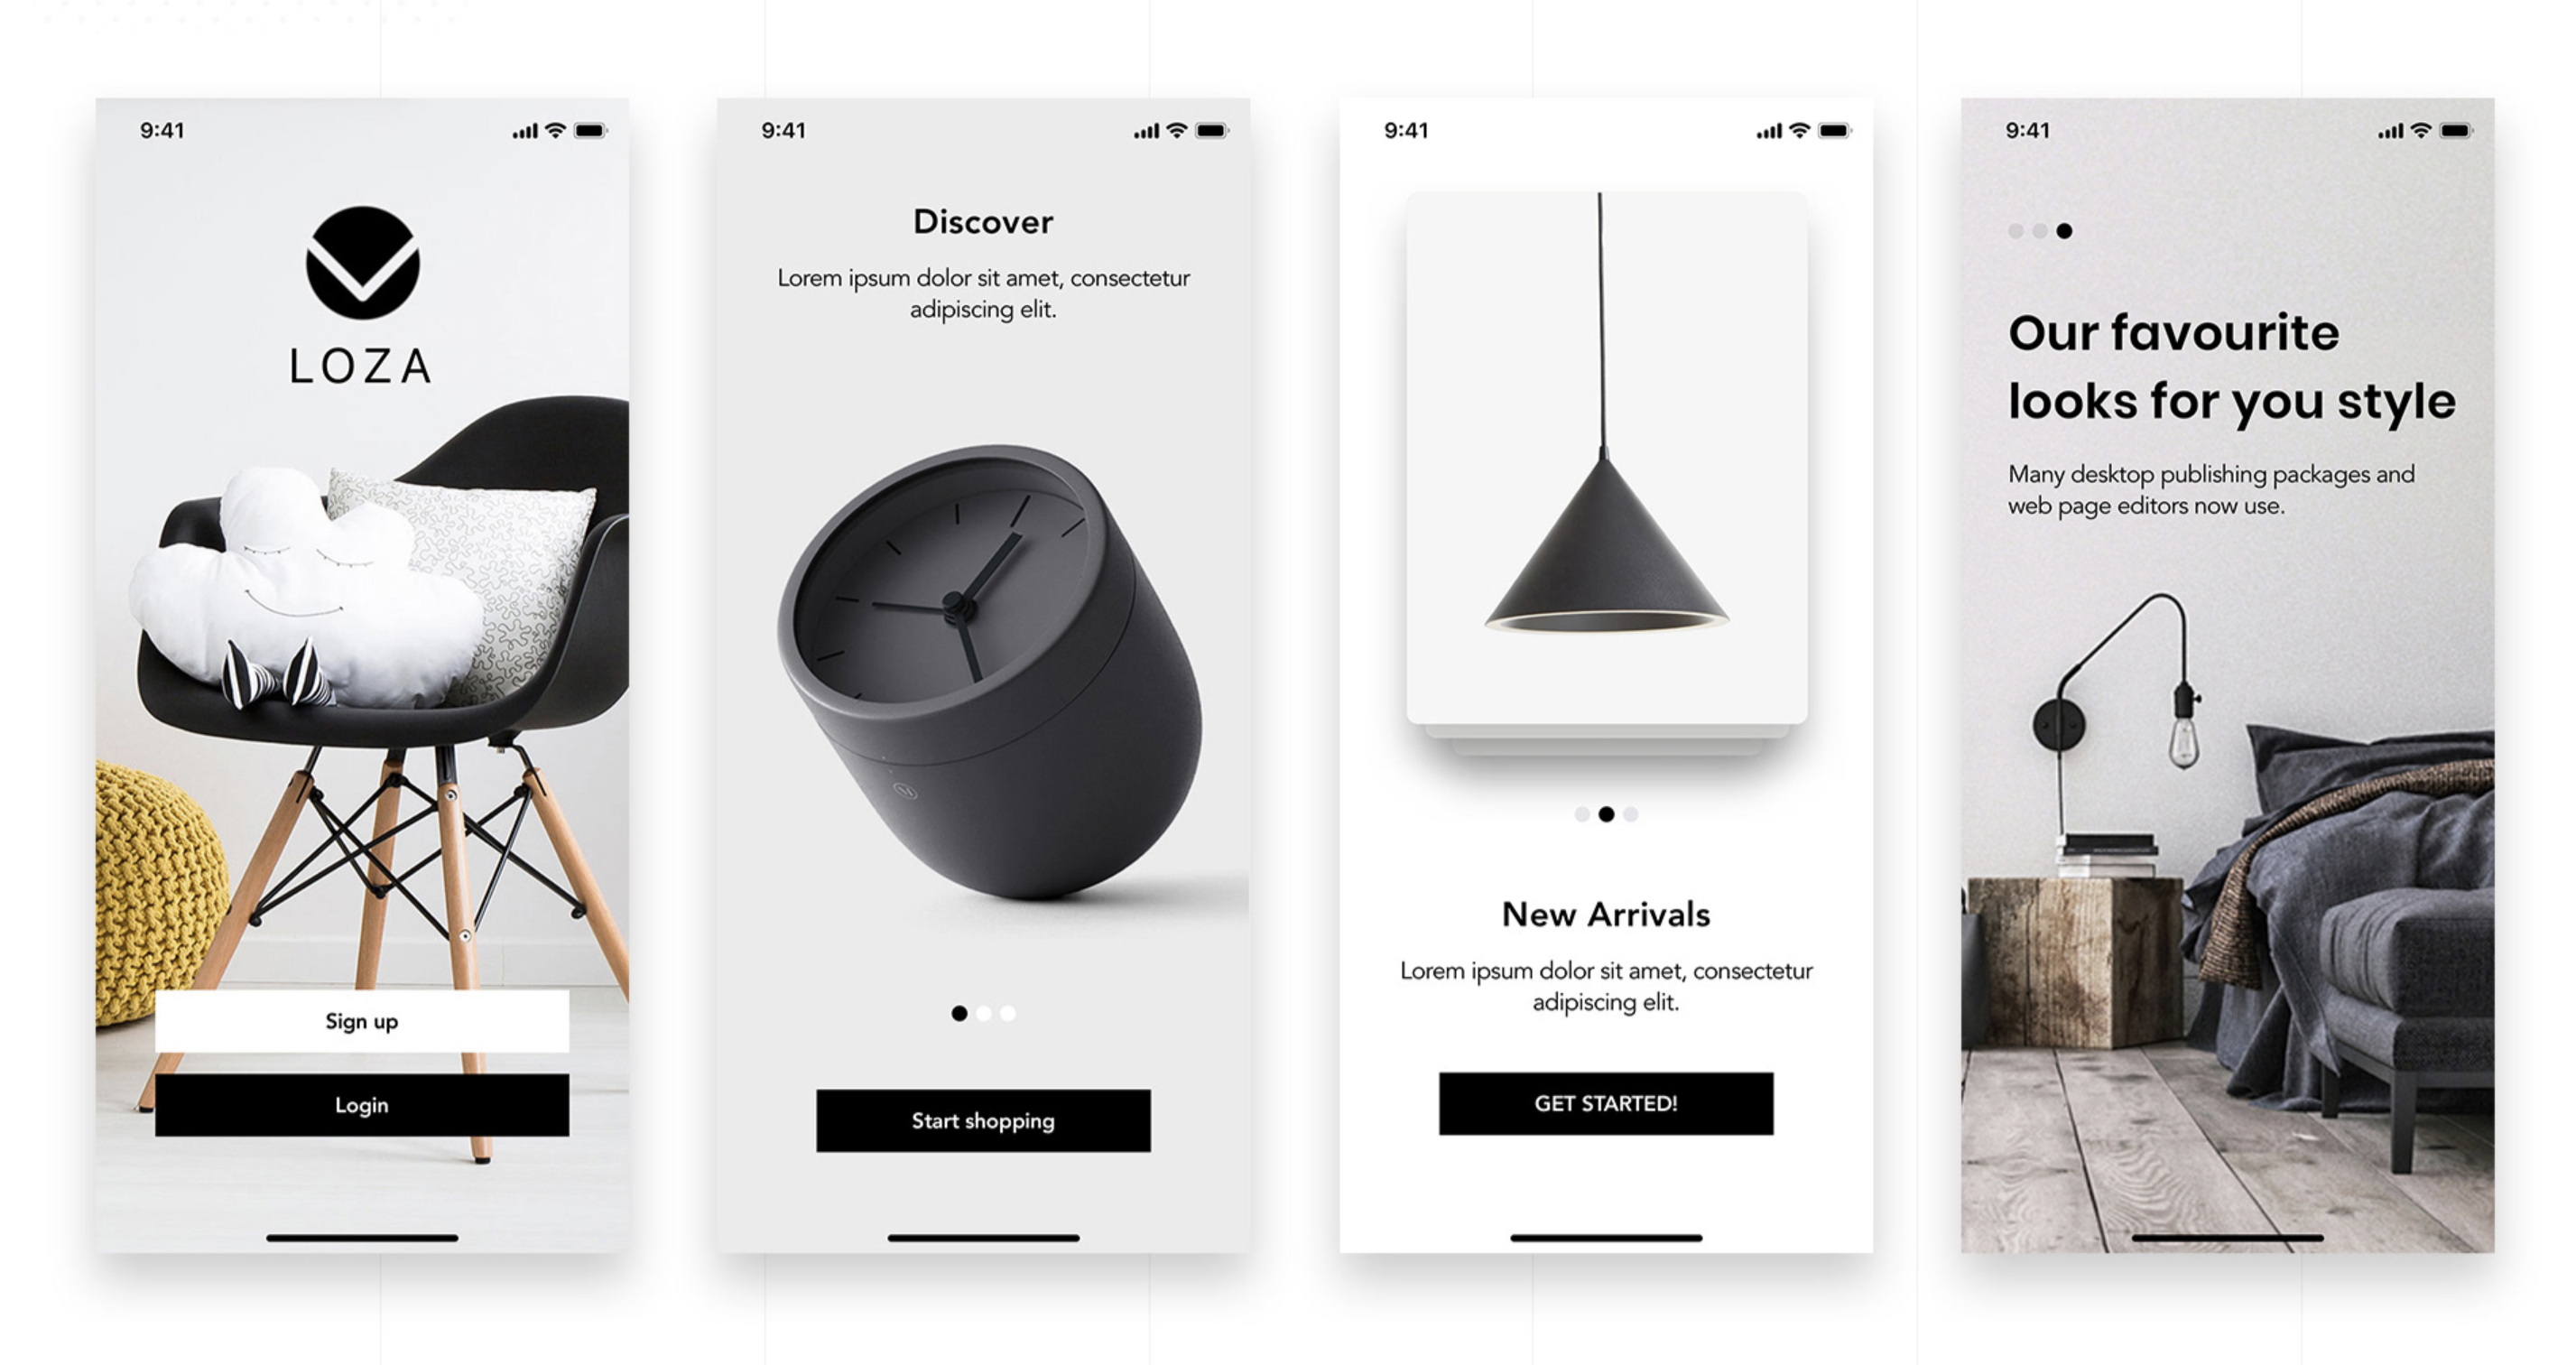 9:41
LOZA
Sign up
Login
9:41
Discover
Lorem ipsum dolor sit amet, consectetur
adipiscing elit.
Start shopping
9:41
New Arrivals
Lorem ipsum dolor sit amet, consectetur
adipiscing elit.
GET STARTED!
9:41
Our favourite
looks for you style
Many desktop publishing packages and
web page editors now use.